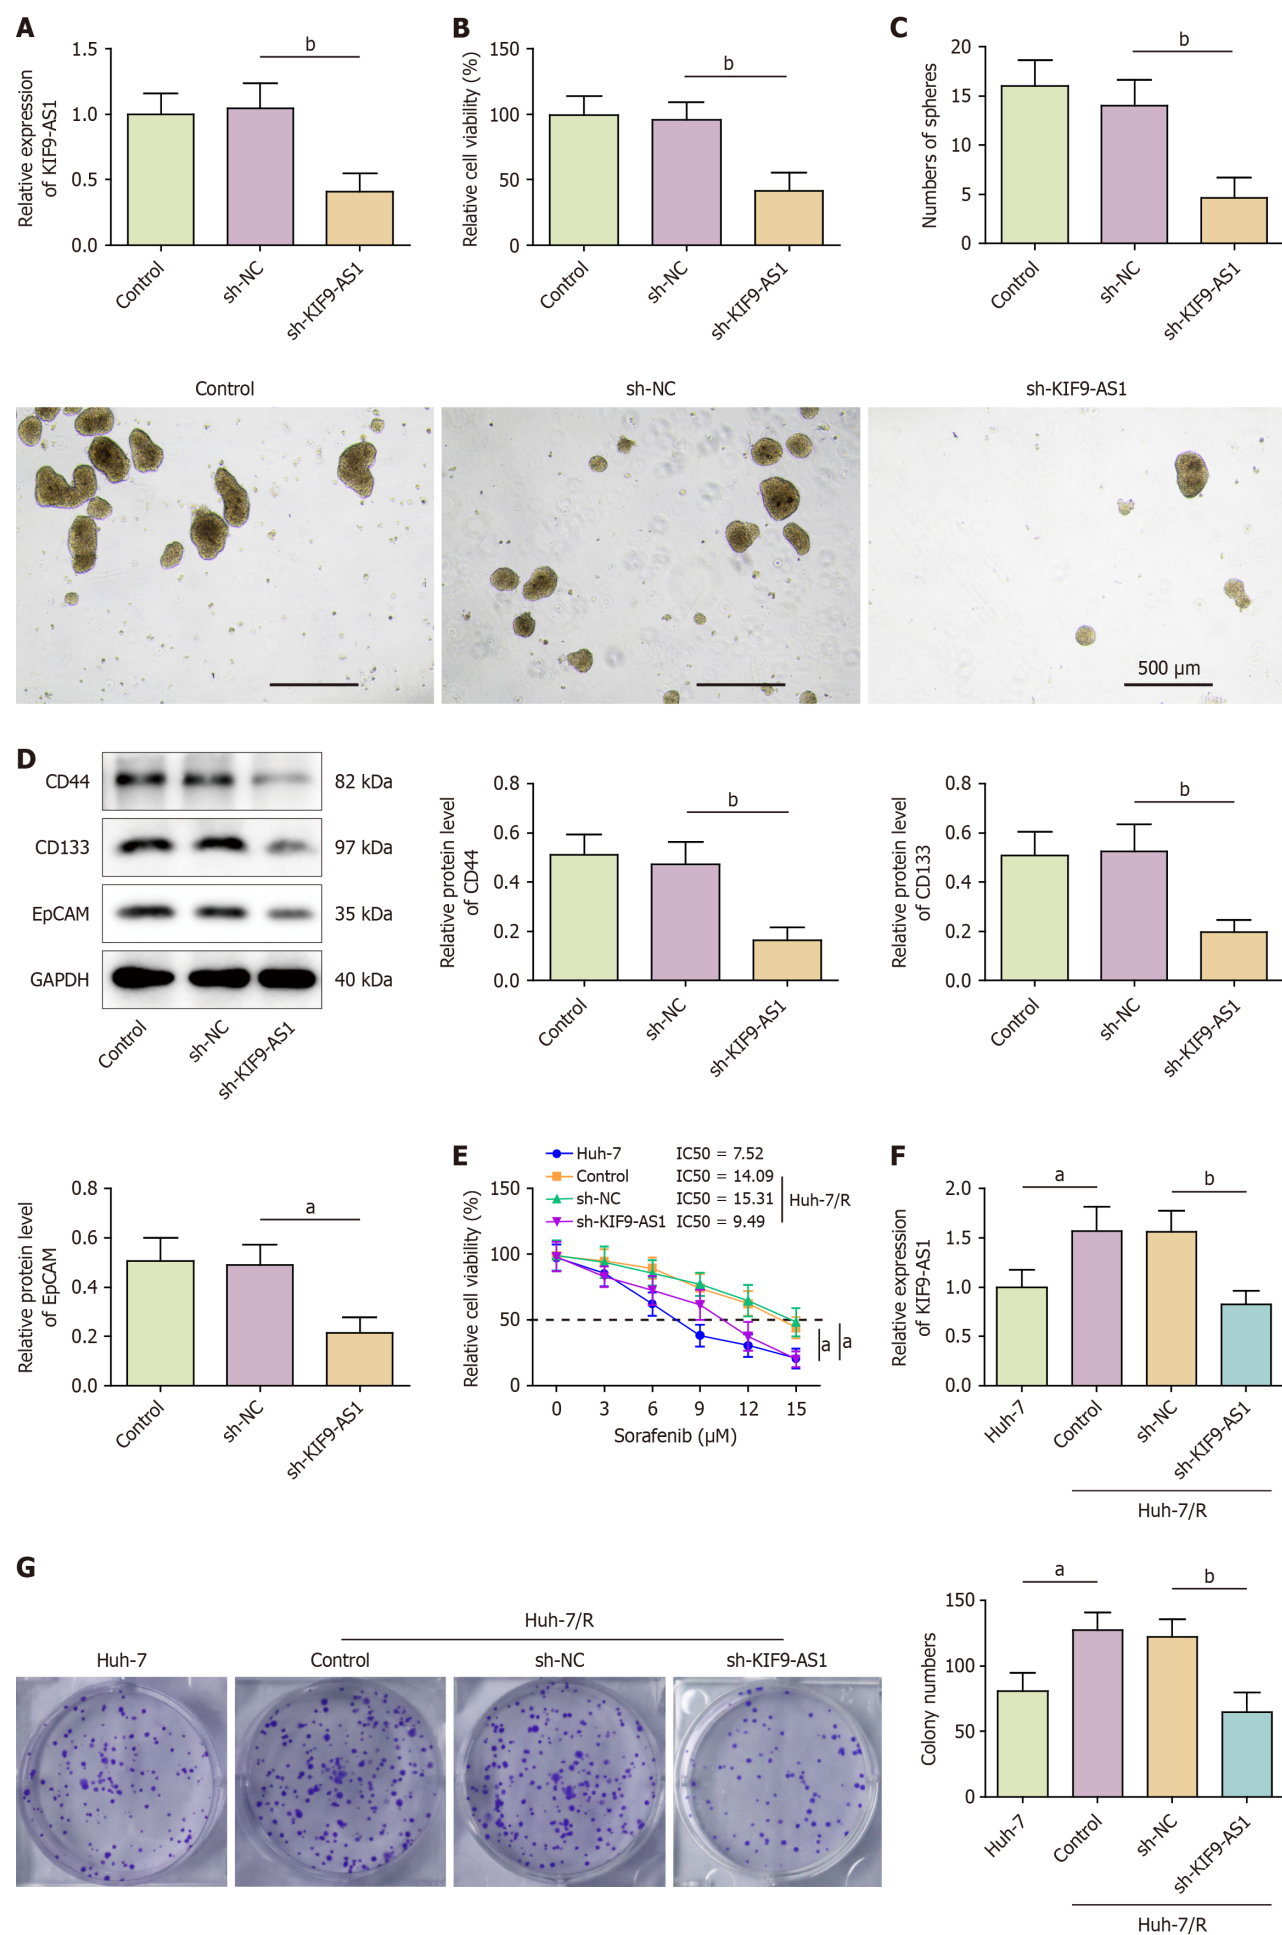 A
Relative expression
of KIF9-AS1
1.5
1.0
0.5
0.0
b
Control
sh-NC
sh-KIF9-AS1
B
Relative cell viability (%)
150
100
50
0
b
Control
sh-NC
sh-KIF9-AS1
C
Numbers of spheres
20
15
10
5
0
b
Control
sh-NC
sh-KIF9-AS1
Control
sh-NC
sh-KIF9-AS1
500 µm
D
CD44
82 kDa
CD133
97 kDa
EpCAM
35 kDa
GAPDH
40 kDa
Control
sh-NC
sh-KIF9-AS1
Relative protein level
of CD44
0.8
0.6
0.4
0.2
0.0
b
Control
sh-NC
sh-KIF9-AS1
Relative protein level
of CD133
0.8
0.6
0.4
0.2
0.0
b
Control
sh-NC
sh-KIF9-AS1
Relative protein level
of EpCAM
0.8
0.6
0.4
0.2
0.0
a
Control
sh-NC
sh-KIF9-AS1
E
Huh-7 IC50 = 7.52
Control IC50 = 14.09
sh-NC IC50 = 15.31
sh-KIF9-AS1 IC50 = 9.49
Huh-7/R
Relative cell viability (%)
150
100
50
0
a
a
0 3 6 9 12 15
Sorafenib (µM)
F
Relative expression
of KIF9-AS1
2.0
1.5
1.0
0.5
0.0
a
b
Huh-7
Control
sh-NC
sh-KIF9-AS1
Huh-7/R
G
Huh-7/R
Huh-7
Control
sh-NC
sh-KIF9-AS1
Colony numbers
150
100
50
0
a
b
Huh-7
Control
sh-NC
sh-KIF9-AS1
Huh-7/R